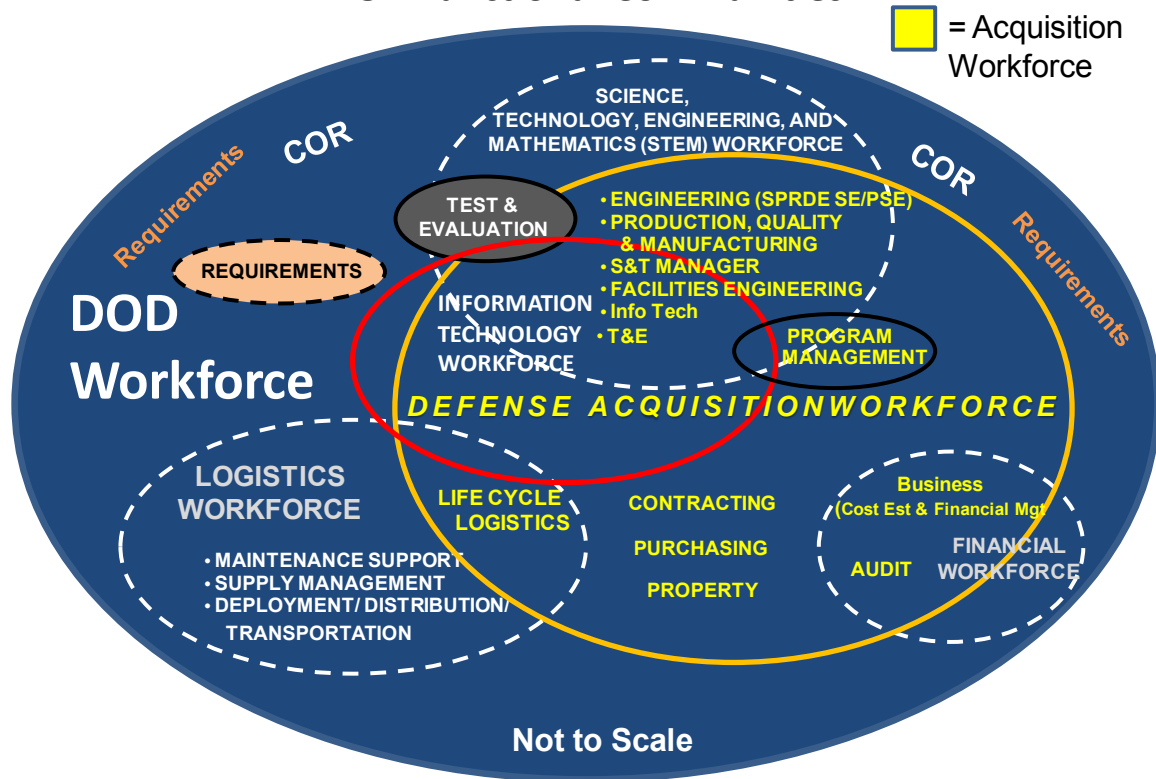 = Acquisition
Workforce
SCIENCE,
TECHNOLOGY, ENGINEERING, AND
MATHEMATICS (STEM) WORKFORCE
COR
COR
Requirements
Requirements
TEST &
EVALUATION
• ENGINEERING (SPRDE SE/PSE)
• PRODUCTION, QUALITY
& MANUFACTURING
• S&T MANAGER
• FACILITIES ENGINEERING
• Info Tech
• T&E
REQUIREMENTS
DOD
Workforce
INFORMATION
TECHNOLOGY
WORKFORCE
PROGRAM
MANAGEMENT
DEFENSE ACQUISITIONWORKFORCE
LOGISTICS
WORKFORCE
• MAINTENANCE SUPPORT
• SUPPLY MANAGEMENT
• DEPLOYMENT/ DISTRIBUTION/
TRANSPORTATION
LIFE CYCLE
LOGISTICS
CONTRACTING
PURCHASING
PROPERTY
Business
(Cost Est & Financial Mgt
AUDIT
FINANCIAL
WORKFORCE
Not to Scale